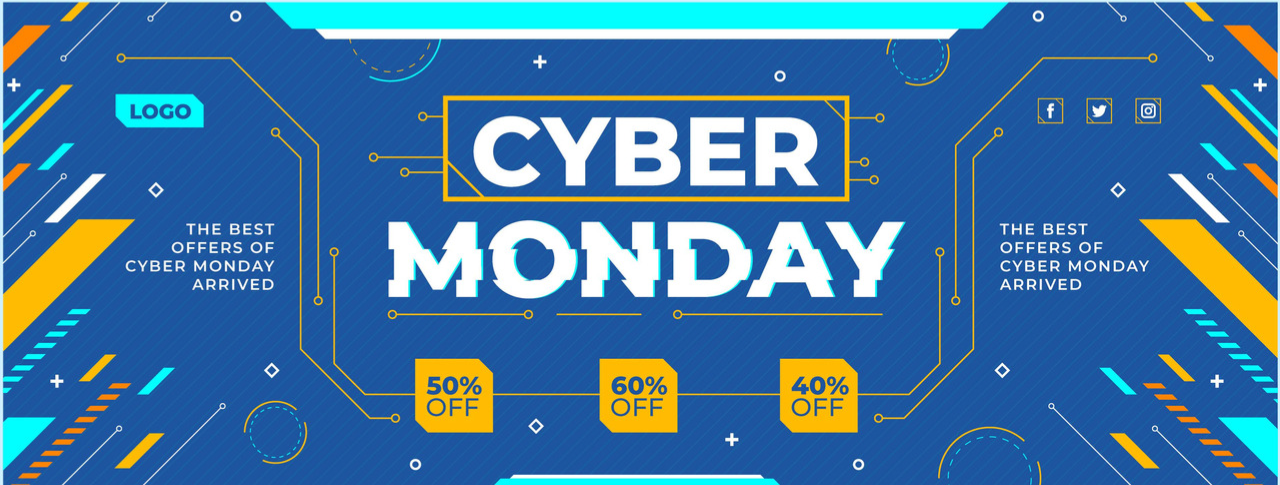 LOGO
CYBER
MONDAY
THE BEST
OFFERS OF
CYBER MONDAY
ARRIVED
THE BEST
OFFERS OF
CYBER MONDAY
ARRIVED
50%
OFF
60%
OFF
40%
OFF